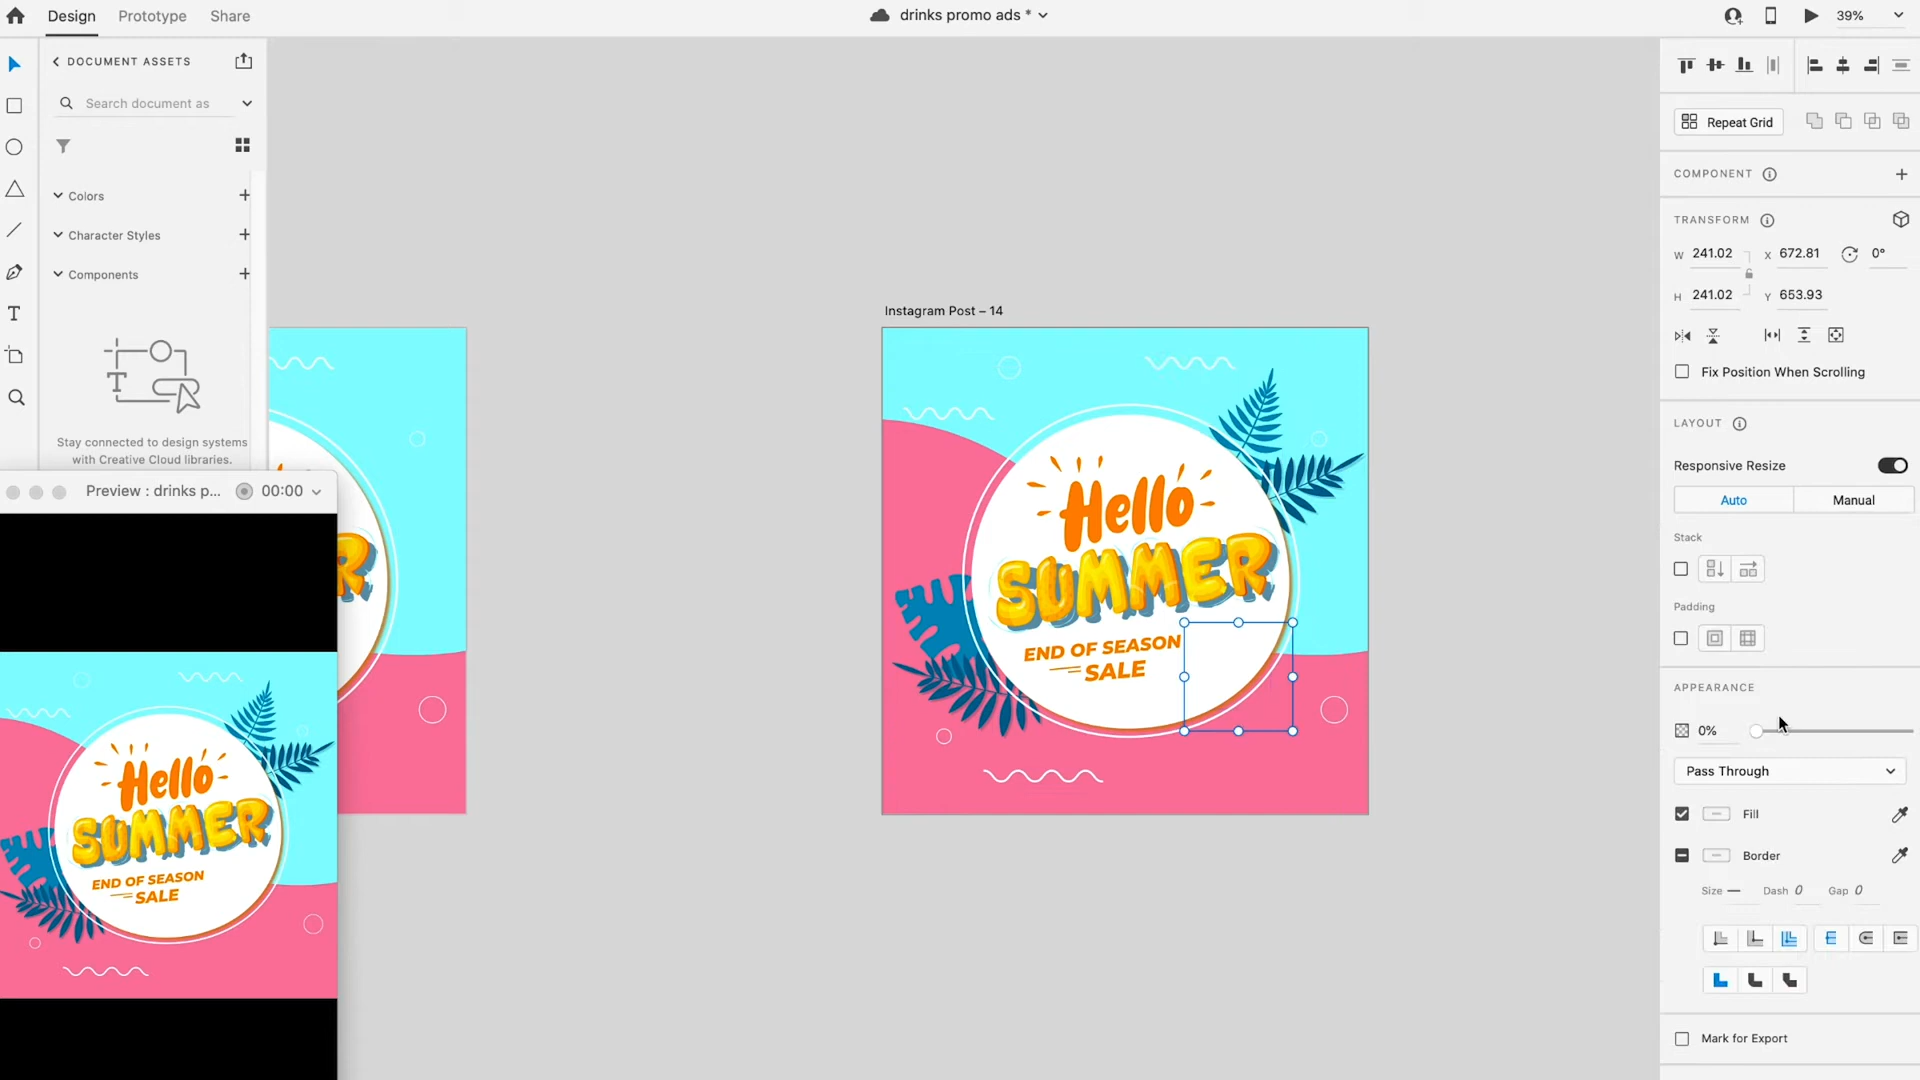 Design
Prototype
Share
drinks promo ads *
39%
DOCUMENT ASSETS
Search document as
Colors
Character Styles
Components
Stay connected to design systems
with Creative Cloud libraries.
Preview : drinks p...
00:00
Hello
SUMMER
END OF SEASON
SALE
R
Instagram Post – 14
Hello
SUMMER
END OF SEASON
SALE
Repeat Grid
COMPONENT
TRANSFORM
W 241.02
X 672.81
0°
H 241.02
Y 653.93
Fix Position When Scrolling
LAYOUT
Responsive Resize
Auto
Manual
Stack
Padding
APPEARANCE
0%
Pass Through
Fill
Border
Size —
Dash 0
Gap 0
Mark for Export